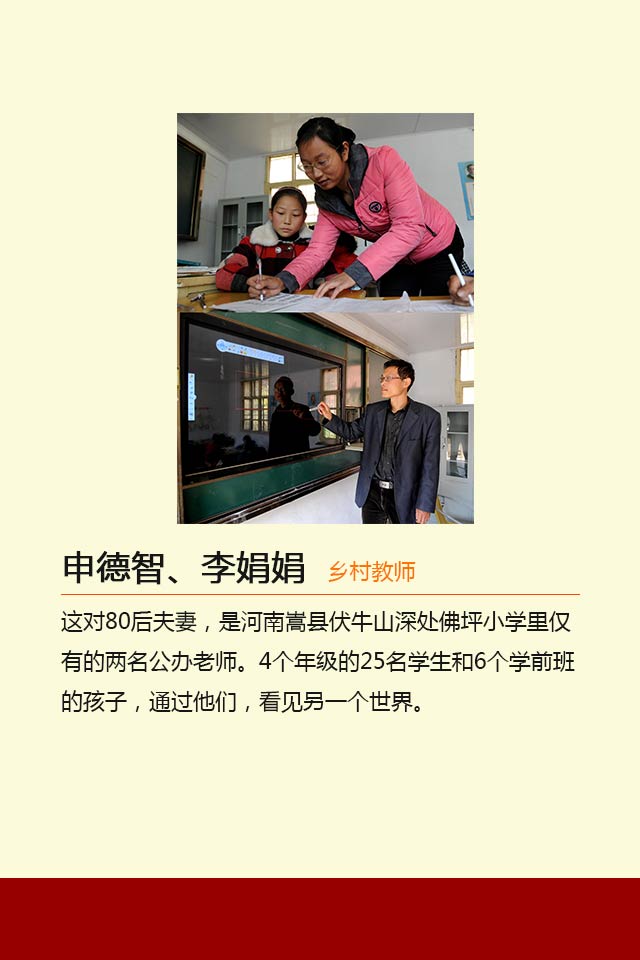 申德智、李娟娟 乡村教师
这对80后夫妻，是河南嵩县伏牛山深处佛坪小学里仅
有的两名公办老师。4个年级的25名学生和6个学前班
的孩子，通过他们，看见另一个世界。